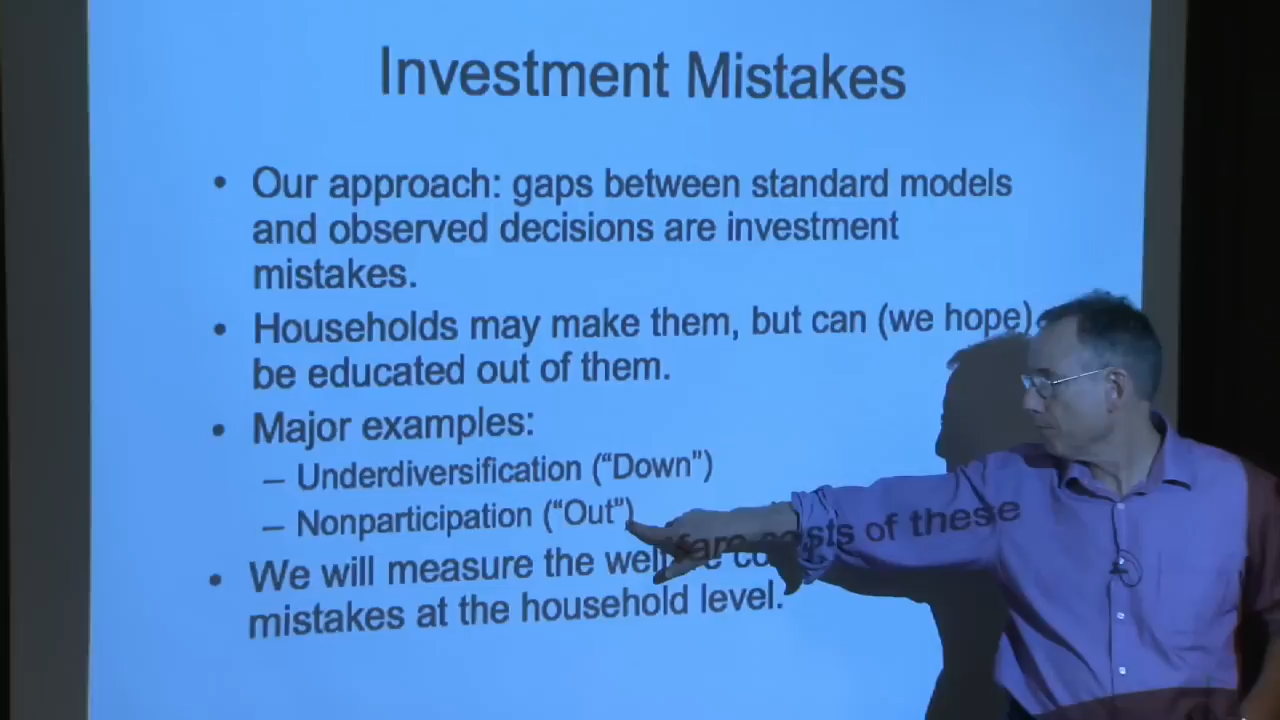 Investment Mistakes
• Our approach: gaps between standard models
and observed decisions are investment
mistakes.
• Households may make them, but can (we hope)
be educated out of them.
• Major examples:
– Underdiversification (“Down”)
– Nonparticipation (“Out”)
• We will measure the welfare costs of these
mistakes at the household level.